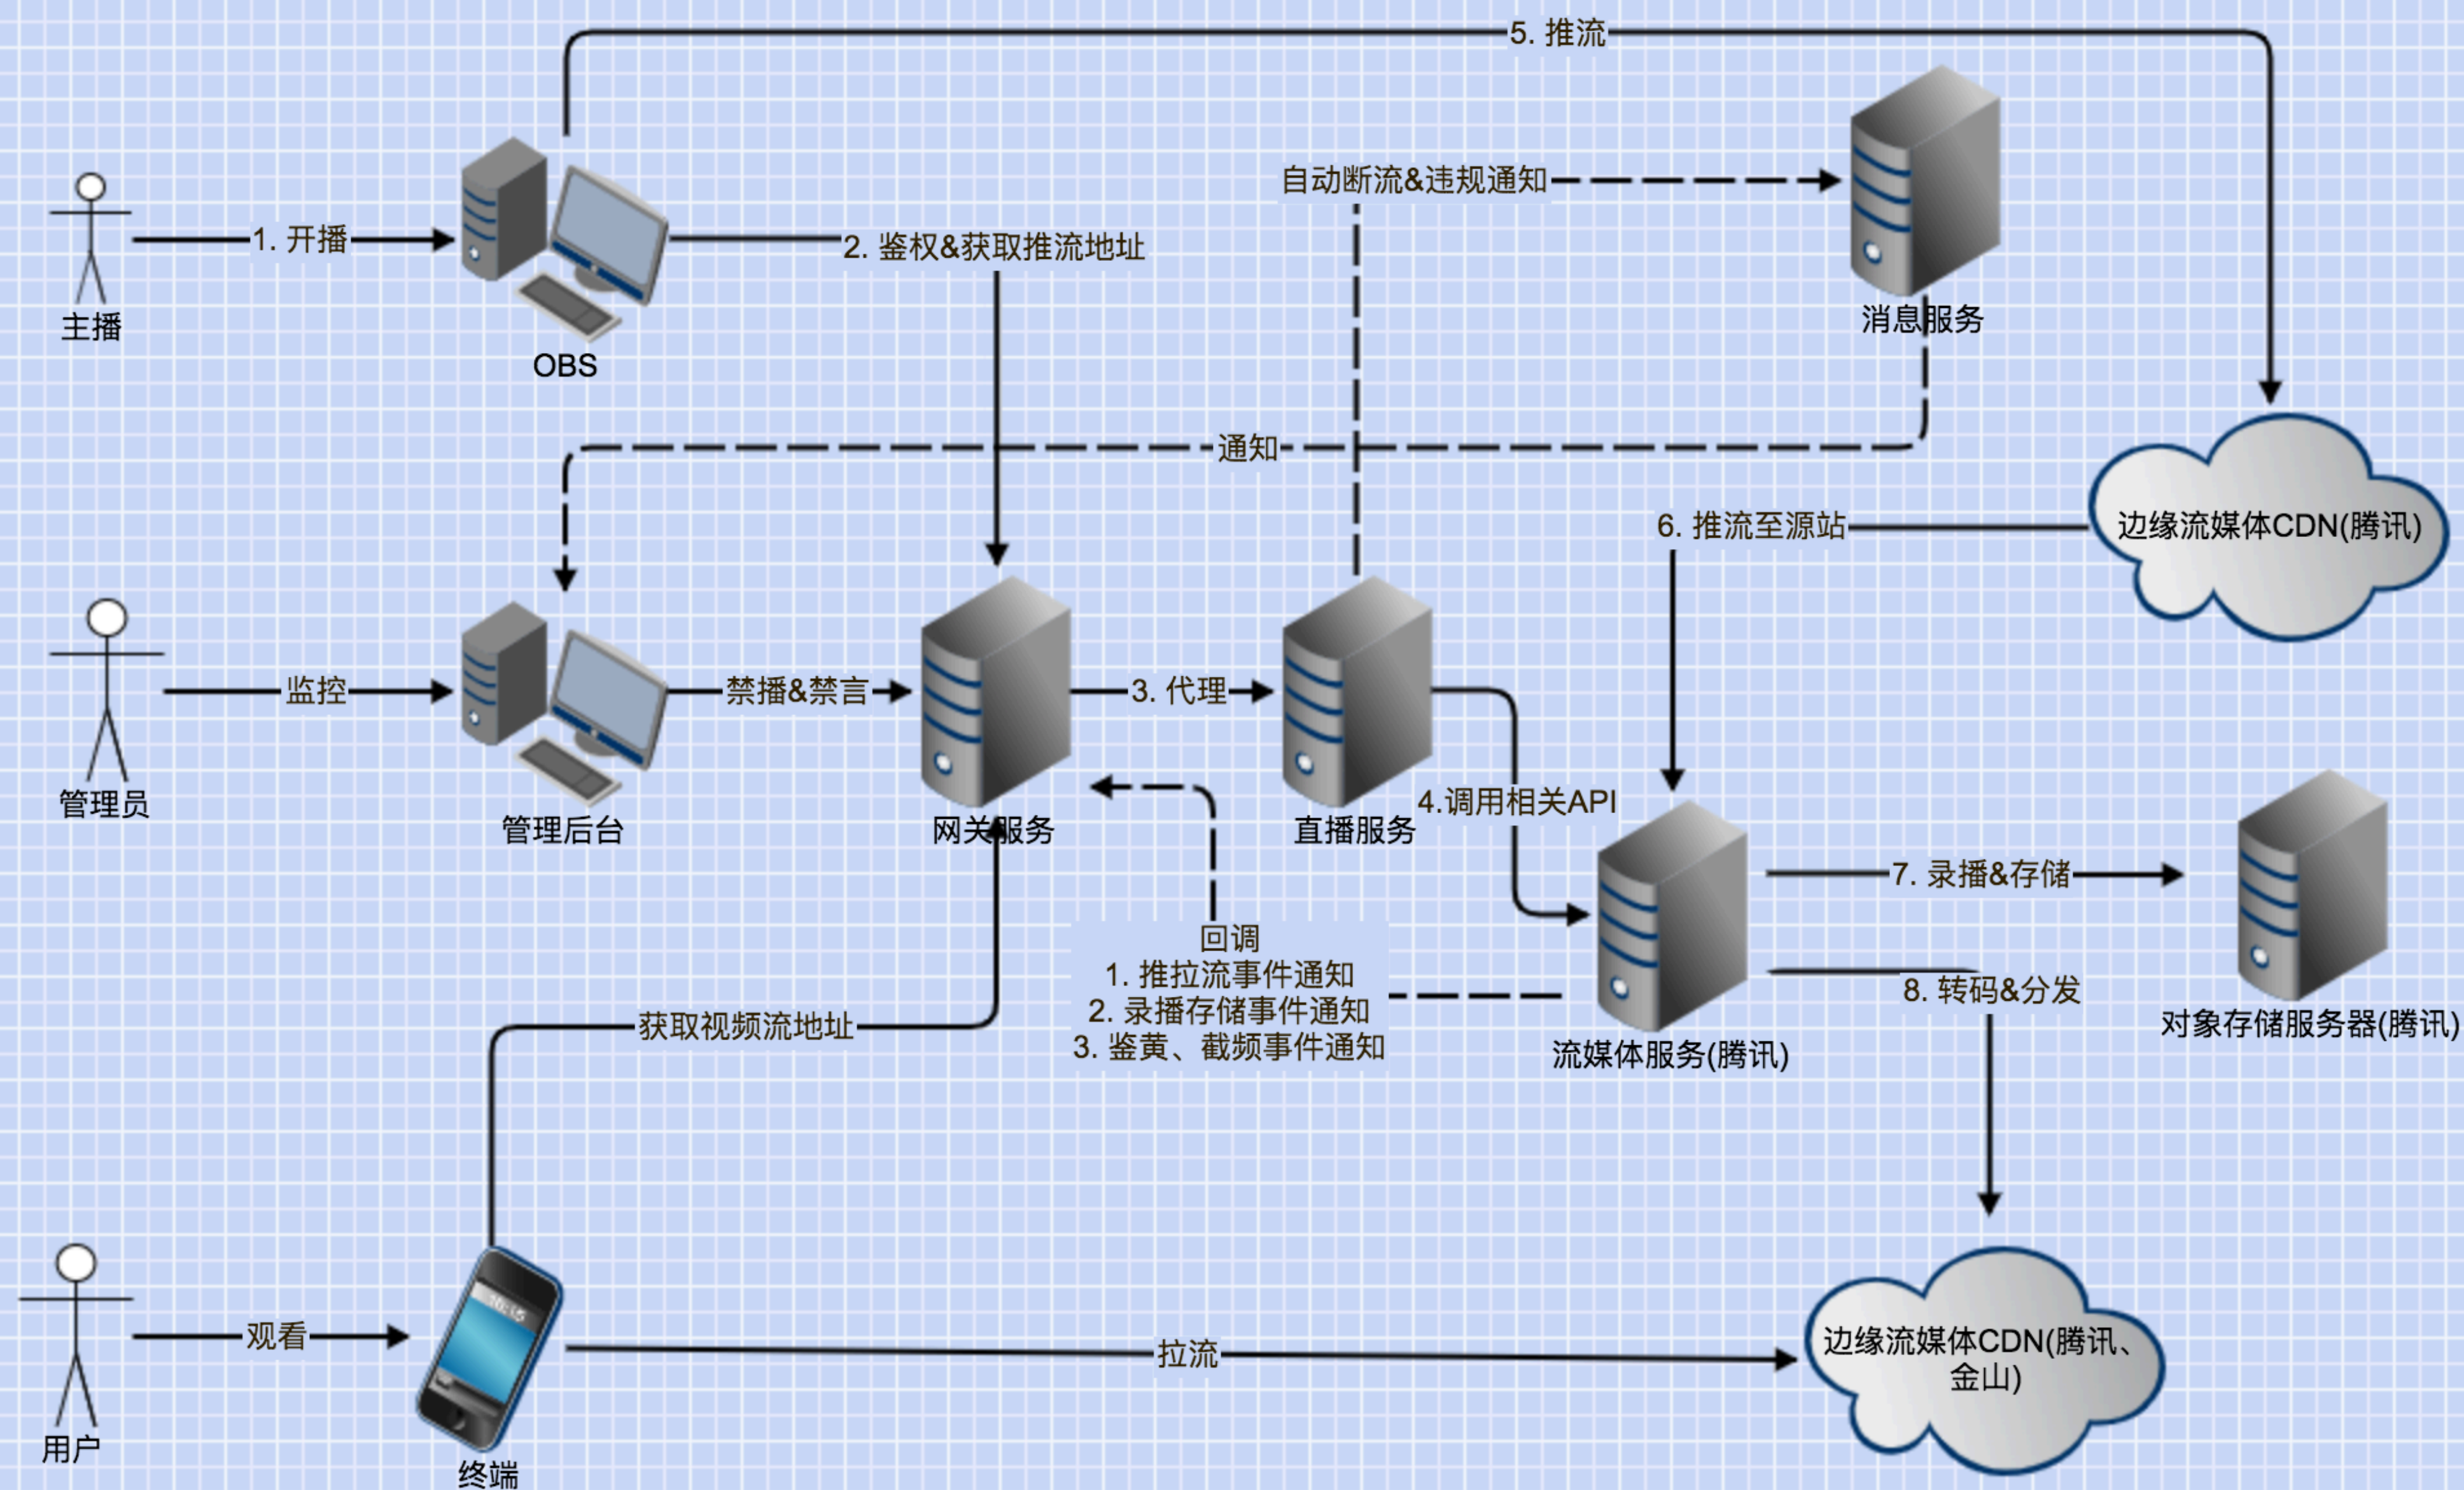 5. 推流
自动断流&违规通知
1. 开播
2. 鉴权&获取推流地址
主播
OBS
消息服务
通知
6. 推流至源站
边缘流媒体CDN(腾讯)
监控
禁播&禁言
3. 代理
管理员
管理后台
网关服务
直播服务
4.调用相关API
7. 录播&存储
回调
1. 推拉流事件通知
2. 录播存储事件通知
3. 鉴黄、截频事件通知
8. 转码&分发
获取视频流地址
流媒体服务(腾讯)
对象存储服务器(腾讯)
观看
拉流
边缘流媒体CDN(腾讯、
金山)
用户
终端